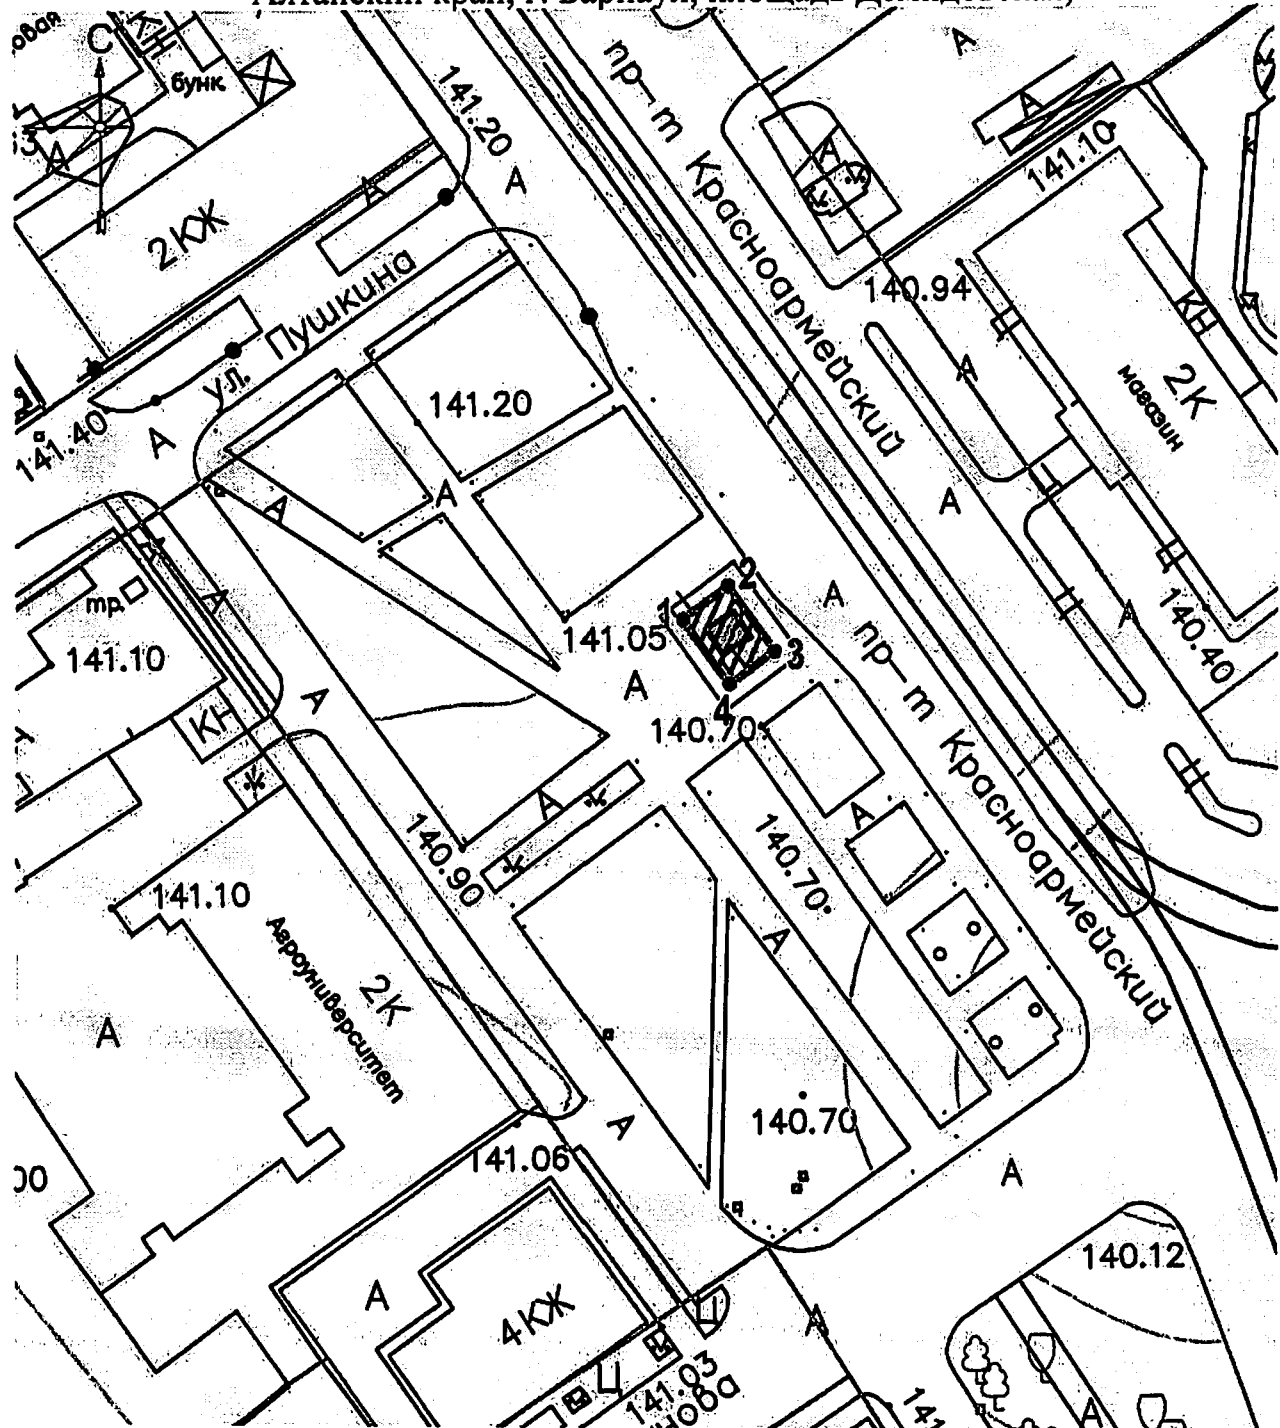 С
КН
бунк.
А
2КЖ
А
141.20
А
пр-т Красноармейский
А
А
А
141.10
140.94
КН
2К
магазин
Ц
А
ул. Пушкина
141.20
141.40
А
А
А
А
А
А
тр.
141.10
КН
А
1
2
3
4
141.05
А
140.70
А
пр-т Красноармейский
А
Ц
140.40
А
140.90
140.70
А
А
141.10
Агроуниверситет
2К
А
140.70
А
А
141.06
00
А
4КЖ
Ц
А
140.12
Ц
141.03
А